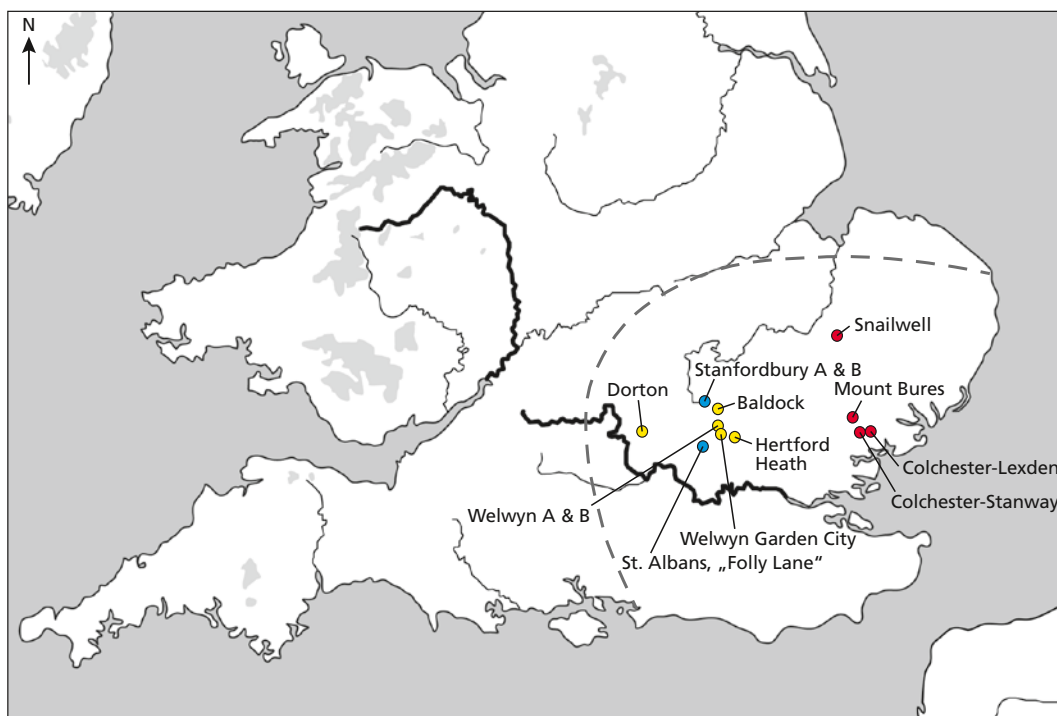 N
Snailwell
Stanfordbury A & B
Dorton
Mount Bures
Baldock
Hertford
Heath
Colchester-Lexden
Colchester-Stanway
Welwyn A & B
Welwyn Garden City
St. Albans, „Folly Lane“